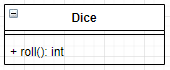 Dice
+ roll(): int